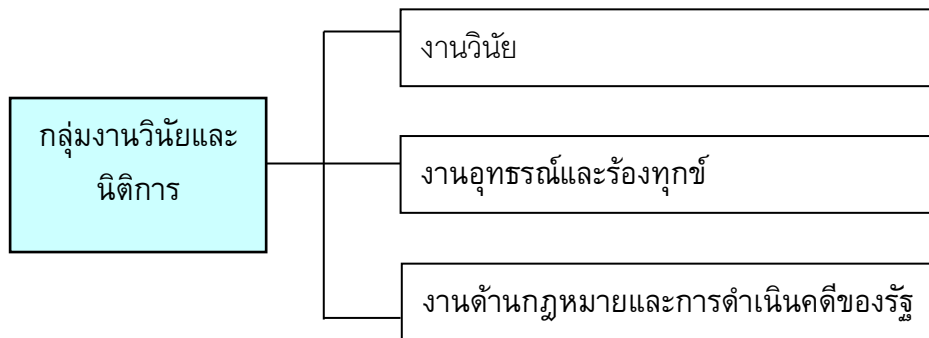 งานวินัย
กลุ่มงานวินัยและ
นิติการ
งานอุทธรณ์และร้องทุกข์
งานด้านกฎหมายและการดำเนินคดีของรัฐ